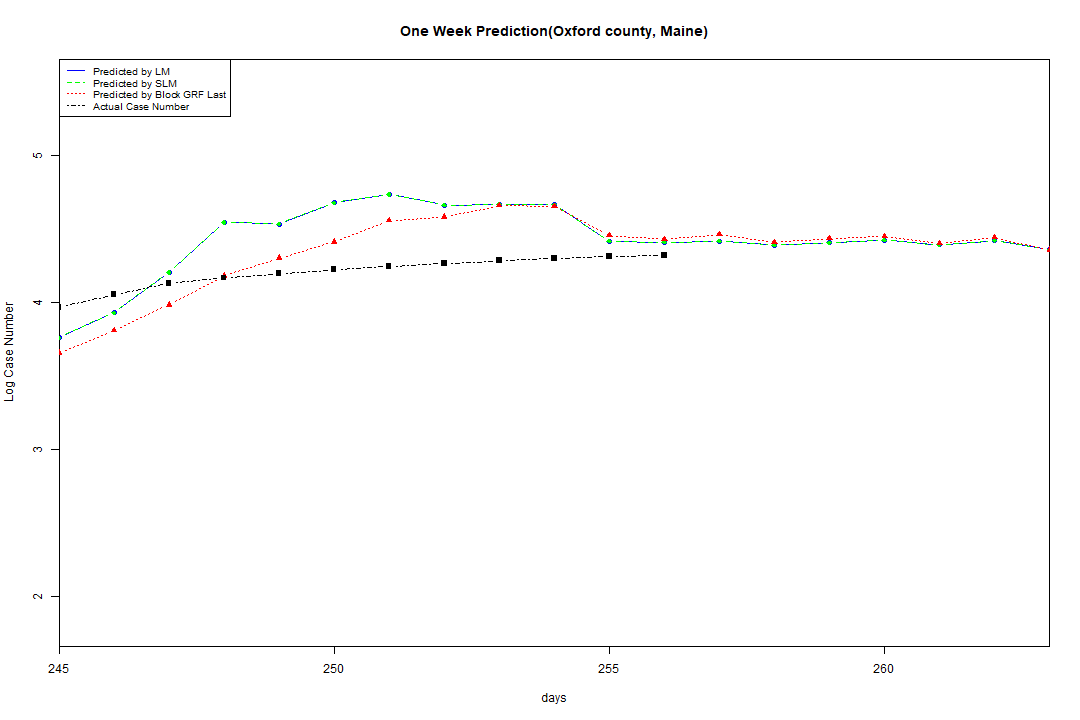 One Week Prediction(Oxford county, Maine)
Predicted by LM
Predicted by SLM
Predicted by Block GRF Last
Actual Case Number
5
4
3
2
Log Case Number
245 250 255 260
days